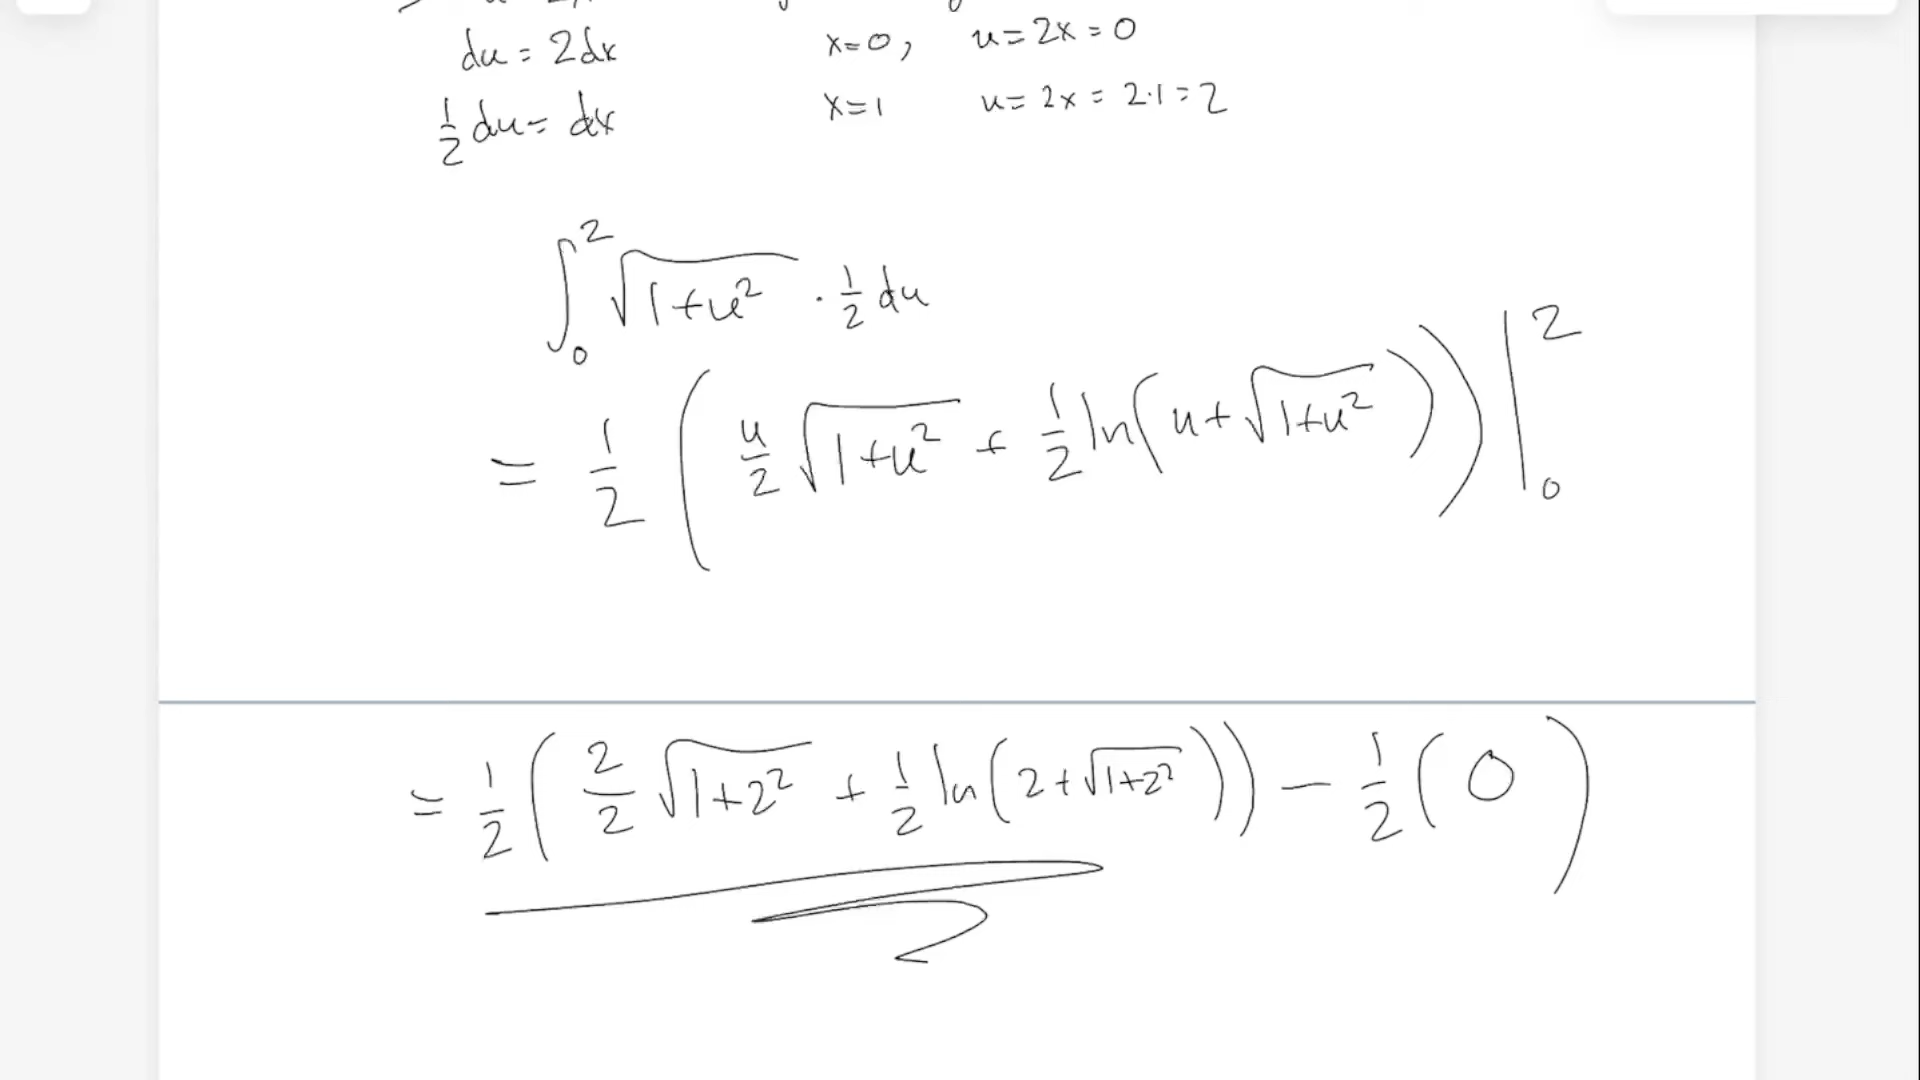 du = 2dx x=0, u=2x=0
½du = dx x=1 u=2x=2·1=2
∫₀² √(1+u²) · ½ du
= ½ ( u/2 √(1+u²) + ½ ln( u+√(1+u²) ) ) |₀²
= ½ ( 2/2 √(1+2²) + ½ ln( 2+√(1+2²) ) ) − ½ ( 0 )